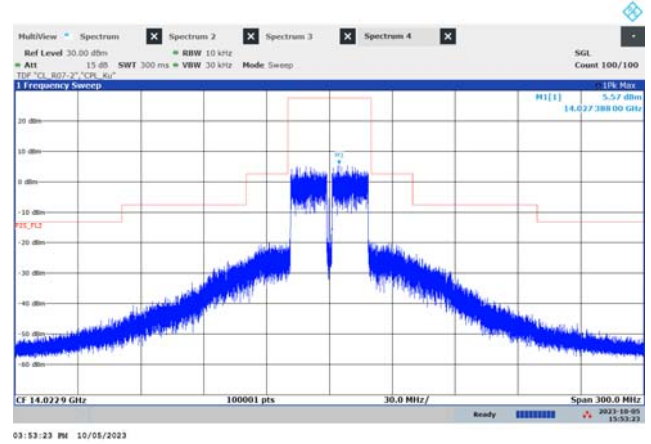 MultiView Spectrum X Spectrum 2 X Spectrum 3 X Spectrum 4 X
Ref Level 30.00 dBm RBW 10 kHz SGL
Att 15 dB SWT 300 ms VBW 30 kHz Mode Sweep Count 100/100
TDF "CL_R07-2","CPL_Ku"
1 Frequency Sweep 1Pk Max
M1[1] 5.57 dBm
14.027 388 00 GHz
20 dBm
10 dBm
M1
0 dBm
-10 dBm
-20 dBm
-30 dBm
-40 dBm
-50 dBm
-60 dBm
CF 14.0229 GHz 100001 pts 30.0 MHz/ Span 300.0 MHz
Ready 2023-10-05
15:53:23
03:53:23 PM 10/05/2023